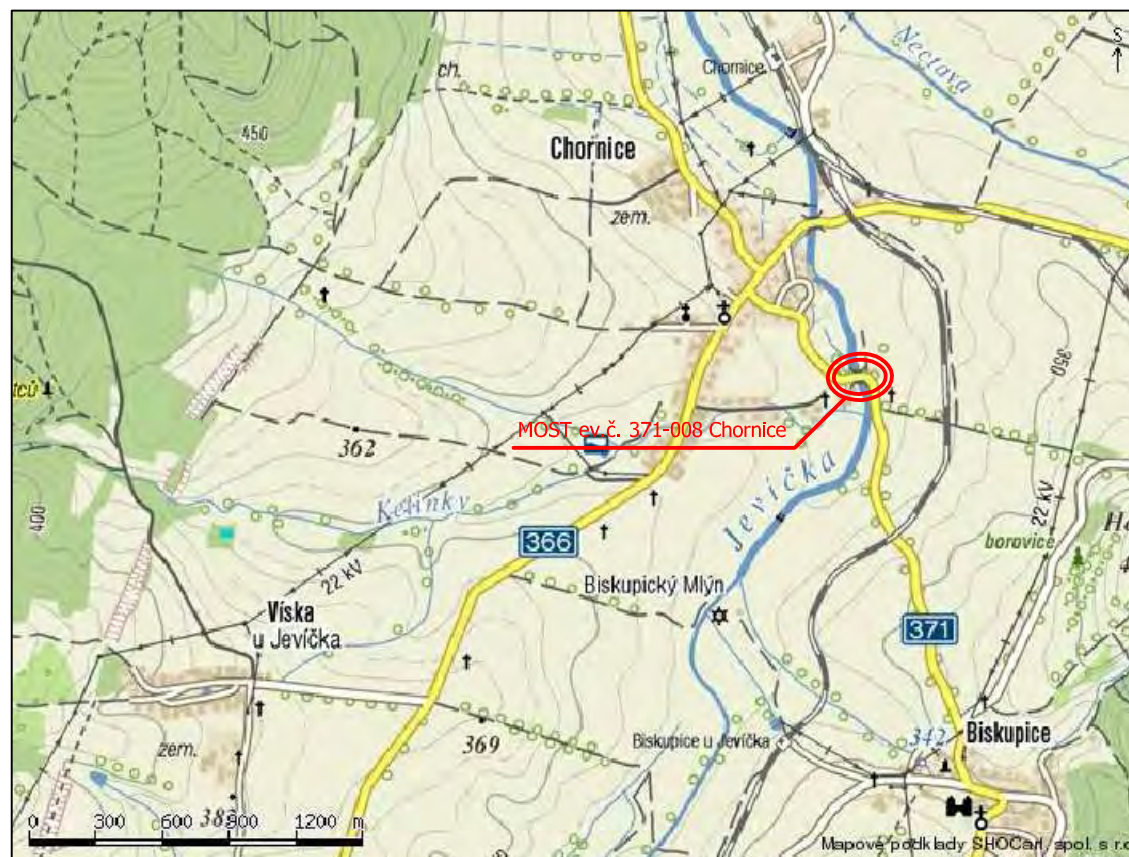 Nectava
S
Chornice
ch.
450
Chornice
zem.
350
MOST ev.č. 371-008 Chornice
362
Jevíčka
Kelínky
400
22 kV
366
borovice
Biskupický Mlýn
22 kV
Víska
u Jevíčka
371
342
Biskupice
369
Biskupice u Jevíčka
zem.
0 300 600 900 1200 m
Mapové podklady SHOCart, spol. s r.o.